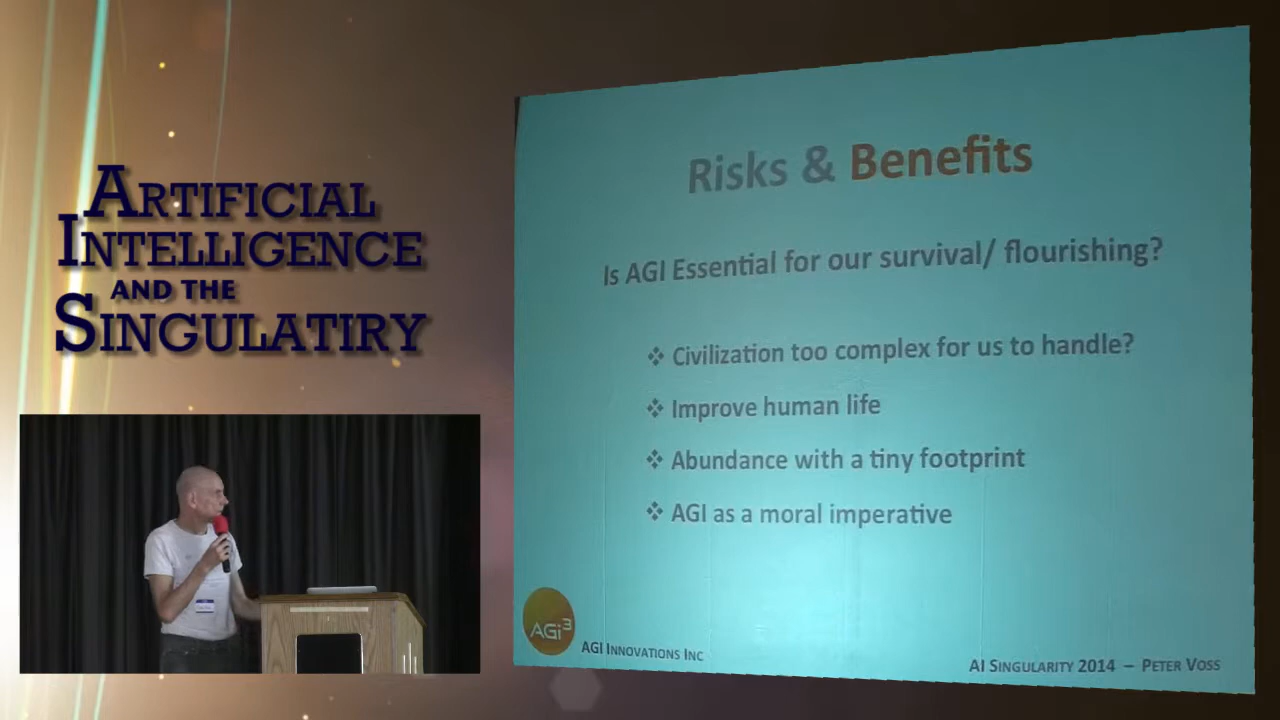 ARTIFICIAL
INTELLIGENCE
AND THE
SINGULATIRY
Risks & Benefits
Is AGI Essential for our survival/ flourishing?
❖ Civilization too complex for us to handle?
❖ Improve human life
❖ Abundance with a tiny footprint
❖ AGI as a moral imperative
AGi3
AGI INNOVATIONS INC
AI SINGULARITY 2014 – PETER VOSS